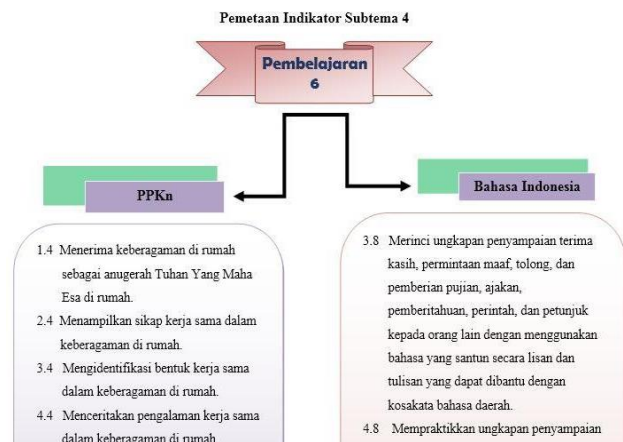 Pemetaan Indikator Subtema 4
Pembelajaran
6
PPKn
Bahasa Indonesia
1.4 Menerima keberagaman di rumah
sebagai anugerah Tuhan Yang Maha
Esa di rumah.
2.4 Menampilkan sikap kerja sama dalam
keberagaman di rumah.
3.4 Mengidentifikasi bentuk kerja sama
dalam keberagaman di rumah.
4.4 Menceritakan pengalaman kerja sama
dalam keberagaman di rumah
3.8 Merinci ungkapan penyampaian terima
kasih, permintaan maaf, tolong, dan
pemberian pujian, ajakan,
pemberitahuan, perintah, dan petunjuk
kepada orang lain dengan menggunakan
bahasa yang santun secara lisan dan
tulisan yang dapat dibantu dengan
kosakata bahasa daerah.
4.8 Mempraktikkan ungkapan penyampaian